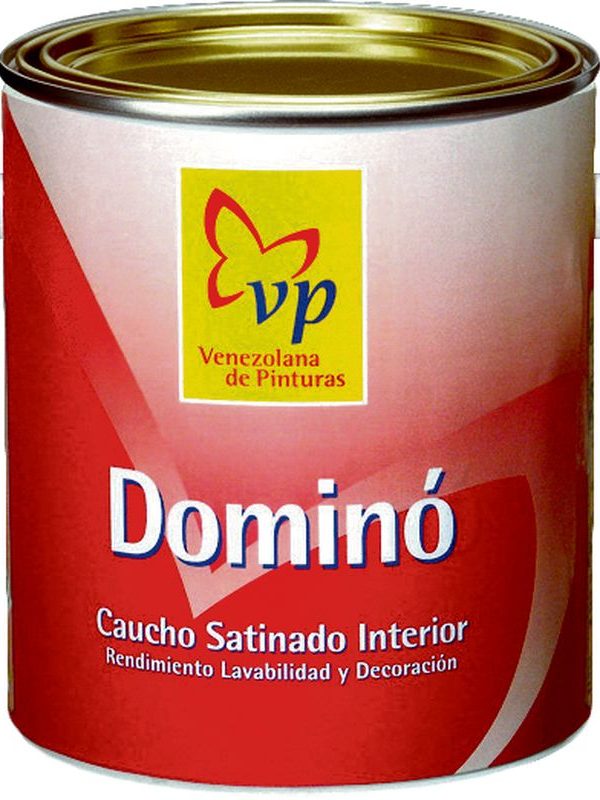 vp
Venezolana
de Pinturas
Dominó
Caucho Satinado Interior
Rendimiento Lavabilidad y Decoración